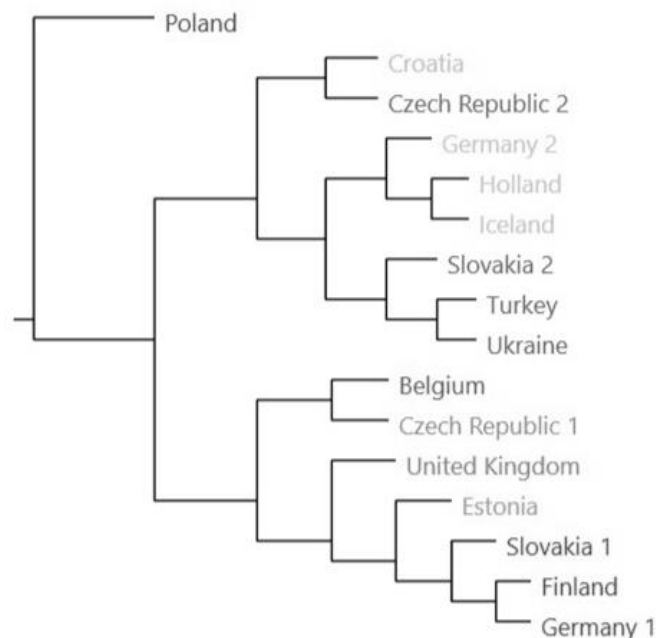 Poland
Croatia
Czech Republic 2
Germany 2
Holland
Iceland
Slovakia 2
Turkey
Ukraine
Belgium
Czech Republic 1
United Kingdom
Estonia
Slovakia 1
Finland
Germany 1